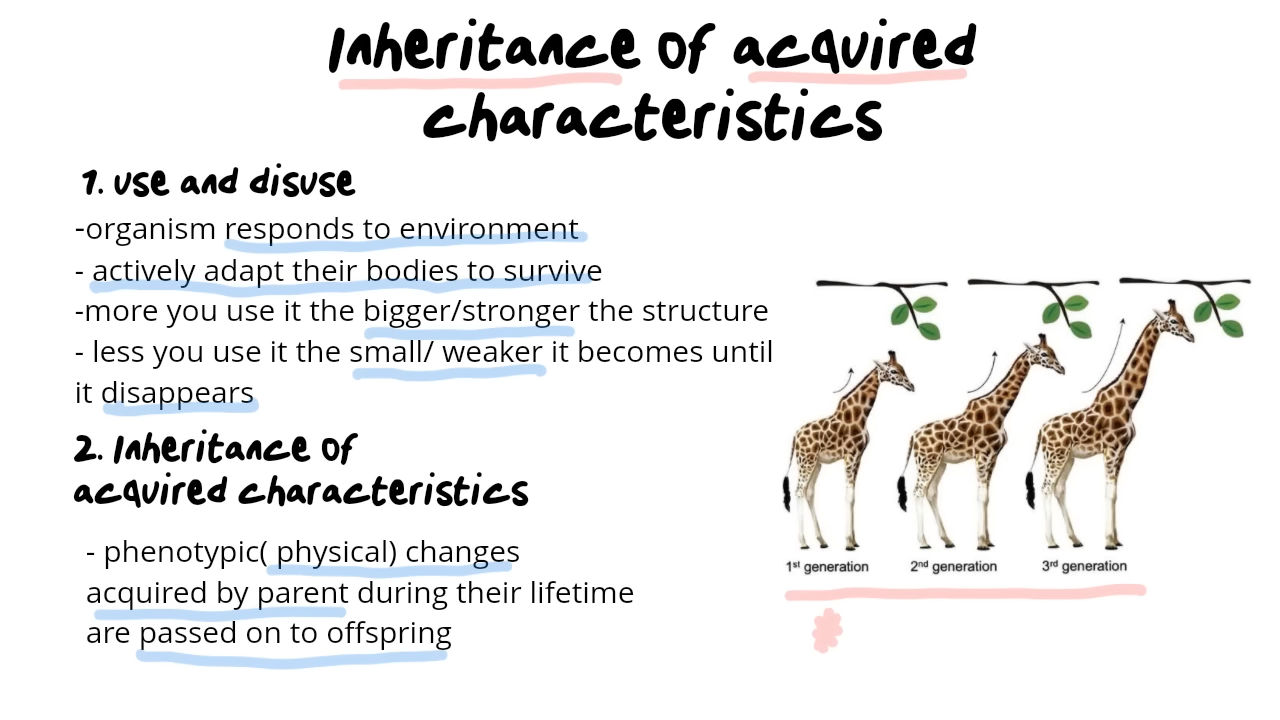 Inheritance of acquired
characteristics
1. use and disuse
-organism responds to environment
- actively adapt their bodies to survive
-more you use it the bigger/stronger the structure
- less you use it the small/ weaker it becomes until
it disappears
2. Inheritance of
acquired characteristics
- phenotypic( physical) changes
acquired by parent during their lifetime
are passed on to offspring
1st generation
2nd generation
3rd generation